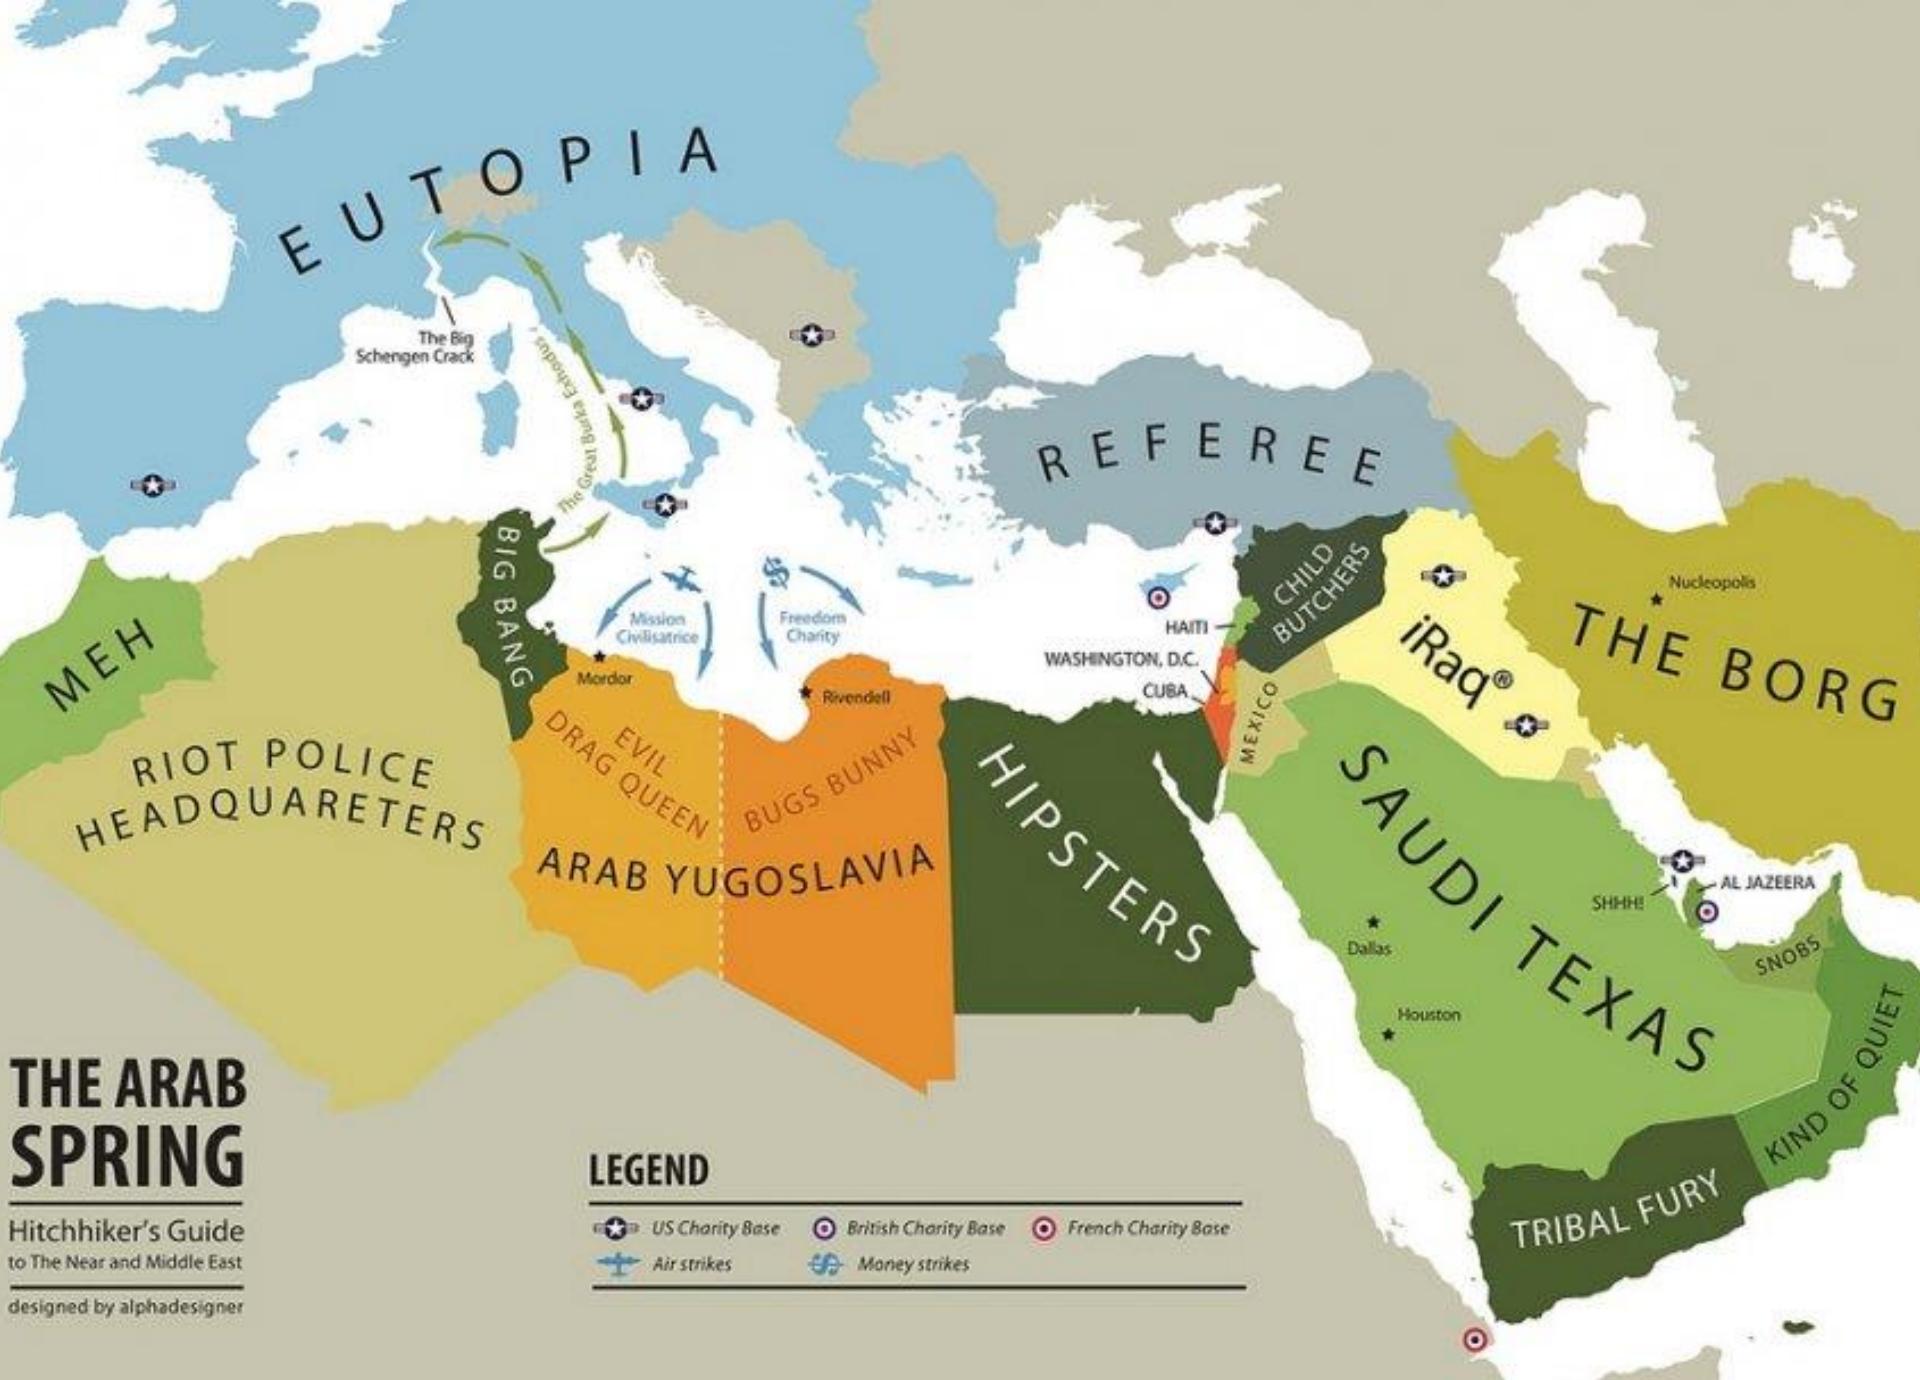 EUTOPIA
The Big
Schengen Crack
The Great Burka Exhodus
REFEREE
BIG BANG
MEH
RIOT POLICE
HEADQUARETERS
Mission
Civilisatrice
$
Freedom
Charity
Mordor
Rivendell
EVIL
DRAG QUEEN
BUGS BUNNY
ARAB YUGOSLAVIA
HIPSTERS
CHILD
BUTCHERS
HAITI
WASHINGTON, D.C.
CUBA
MEXICO
iRaq®
Nucleopolis
THE BORG
SAUDI TEXAS
Dallas
Houston
SHHH!
AL JAZEERA
SNOBS
KIND OF QUIET
TRIBAL FURY
THE ARAB
SPRING
Hitchhiker's Guide
to The Near and Middle East
designed by alphadesigner
LEGEND
US Charity Base
British Charity Base
French Charity Base
Air strikes
$ Money strikes